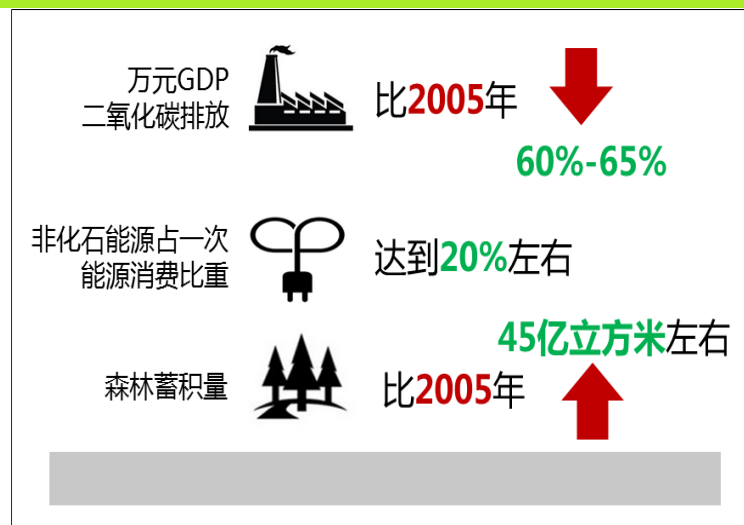 万元GDP
二氧化碳排放
比2005年
60%-65%
非化石能源占一次
能源消费比重
达到20%左右
45亿立方米左右
森林蓄积量
比2005年